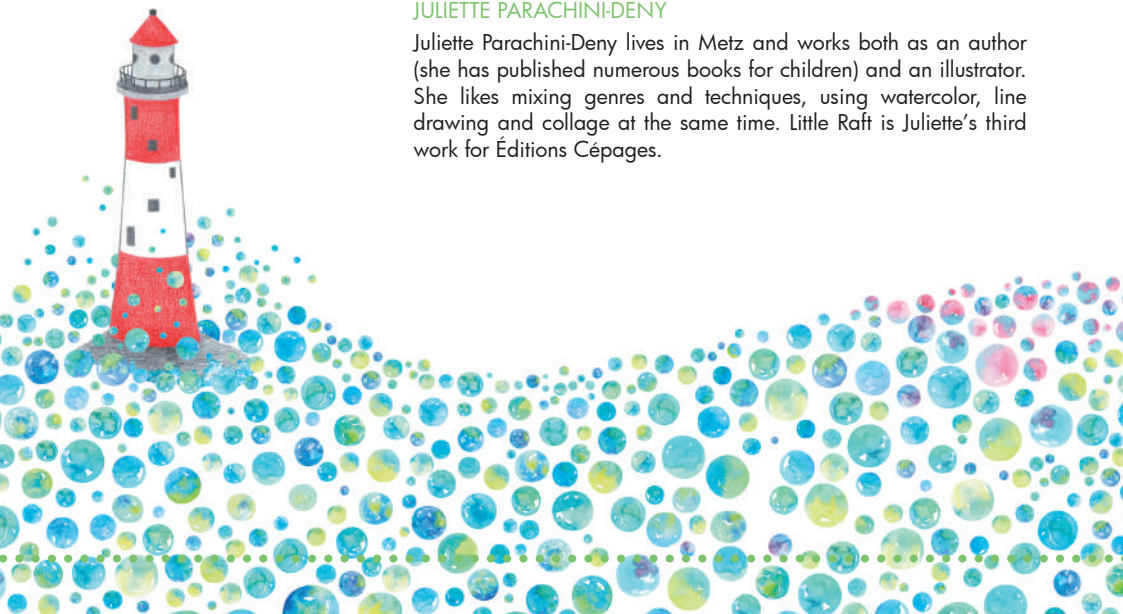 JULIETTE PARACHINI-DENY
Juliette Parachini-Deny lives in Metz and works both as an author
(she has published numerous books for children) and an illustrator.
She likes mixing genres and techniques, using watercolor, line
drawing and collage at the same time. Little Raft is Juliette’s third
work for Éditions Cépages.